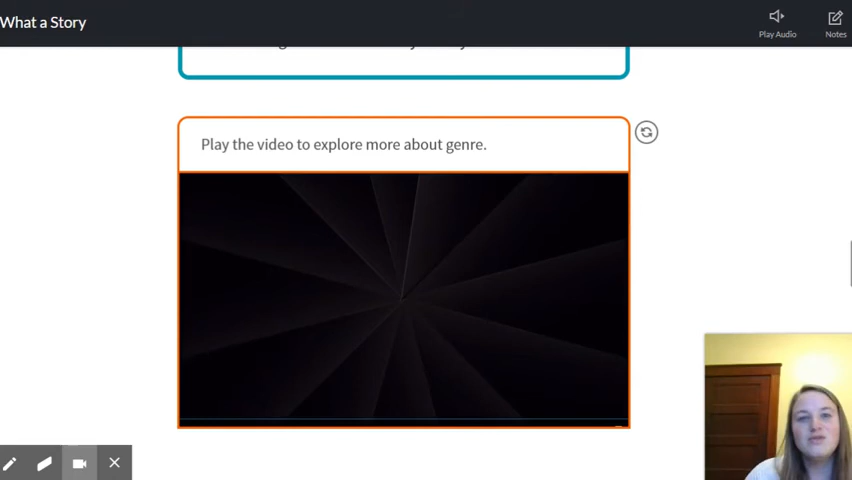 What a Story
Play Audio
Notes
Play the video to explore more about genre.